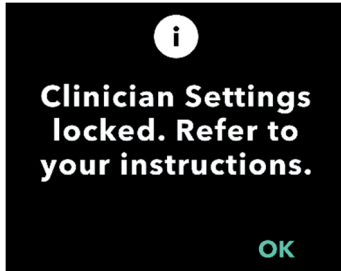 i
Clinician Settings
locked. Refer to
your instructions.
OK